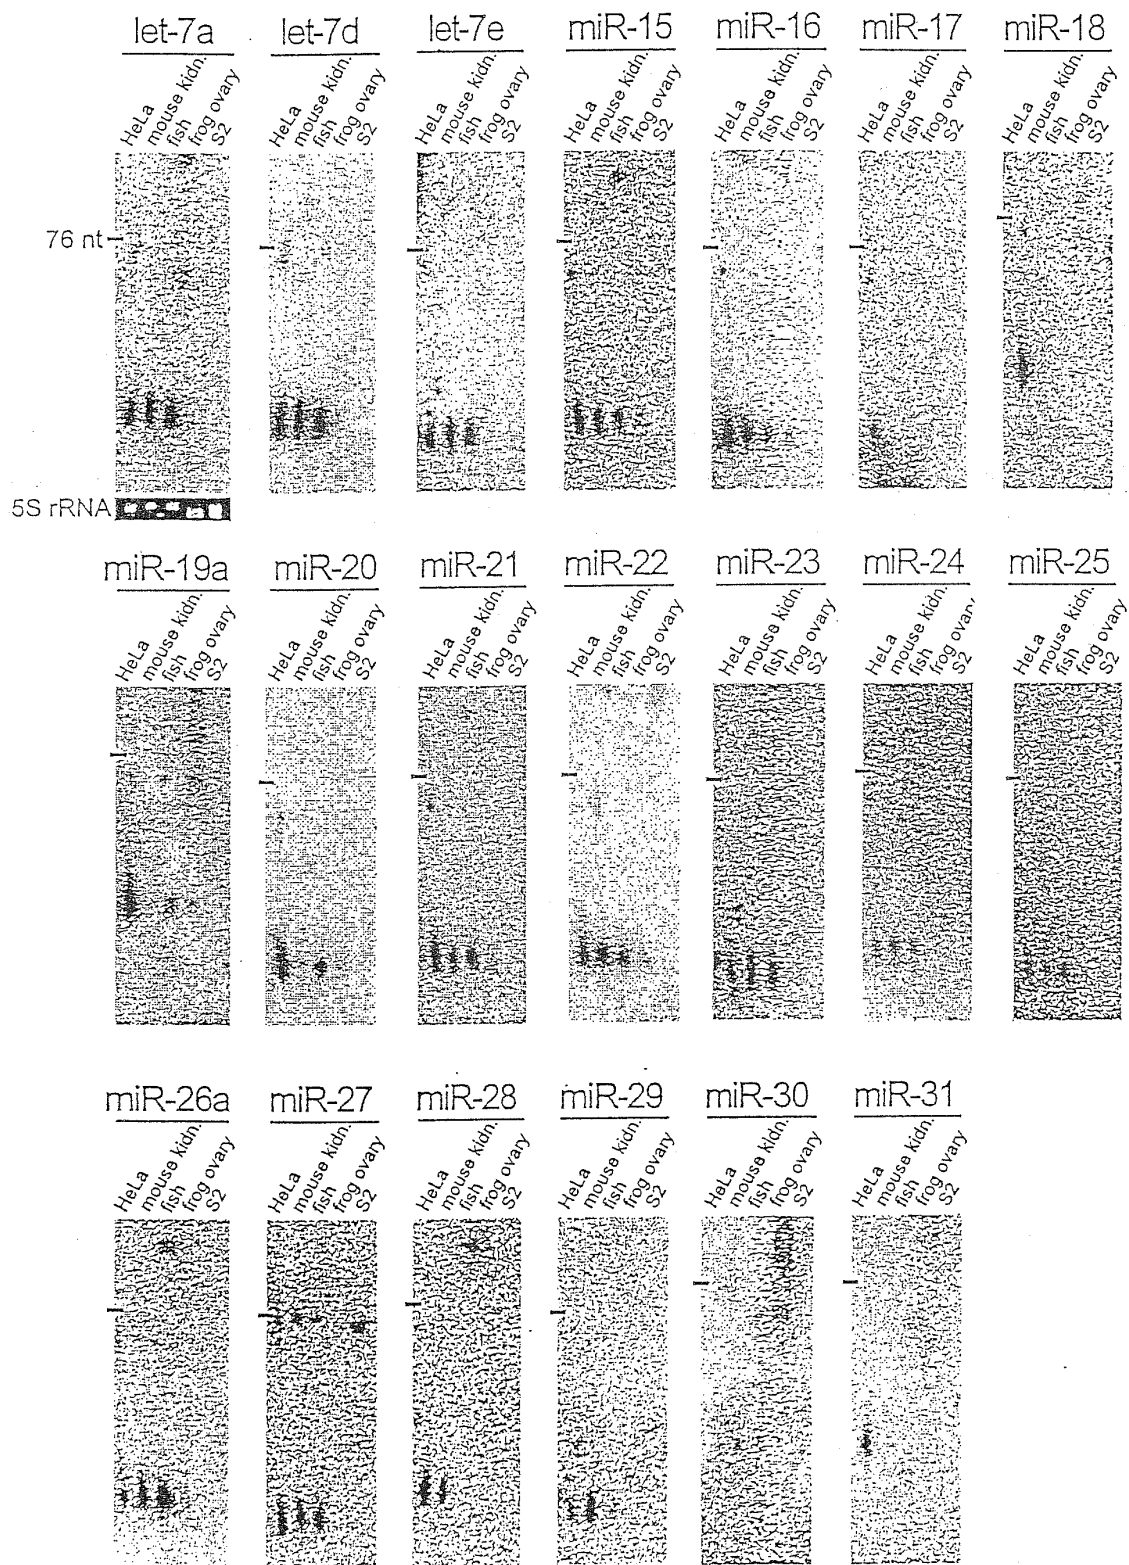 let-7a let-7d let-7e miR-15 miR-16 miR-17 miR-18
HeLa mouse kidn. fish frog ovary S2 HeLa mouse kidn. fish frog ovary S2 HeLa mouse kidn. fish frog ovary S2 HeLa mouse kidn. fish frog ovary S2 HeLa mouse kidn. fish frog ovary S2 HeLa mouse kidn. fish frog ovary S2 HeLa mouse kidn. fish frog ovary S2
76 nt
5S rRNA
miR-19a miR-20 miR-21 miR-22 miR-23 miR-24 miR-25
HeLa mouse kidn. fish frog ovary S2 HeLa mouse kidn. fish frog ovary S2 HeLa mouse kidn. fish frog ovary S2 HeLa mouse kidn. fish frog ovary S2 HeLa mouse kidn. fish frog ovary S2 HeLa mouse kidn. fish frog ovary S2 HeLa mouse kidn. fish frog ovary S2
miR-26a miR-27 miR-28 miR-29 miR-30 miR-31
HeLa mouse kidn. fish frog ovary S2 HeLa mouse kidn. fish frog ovary S2 HeLa mouse kidn. fish frog ovary S2 HeLa mouse kidn. fish frog ovary S2 HeLa mouse kidn. fish frog ovary S2 HeLa mouse kidn. fish frog ovary S2